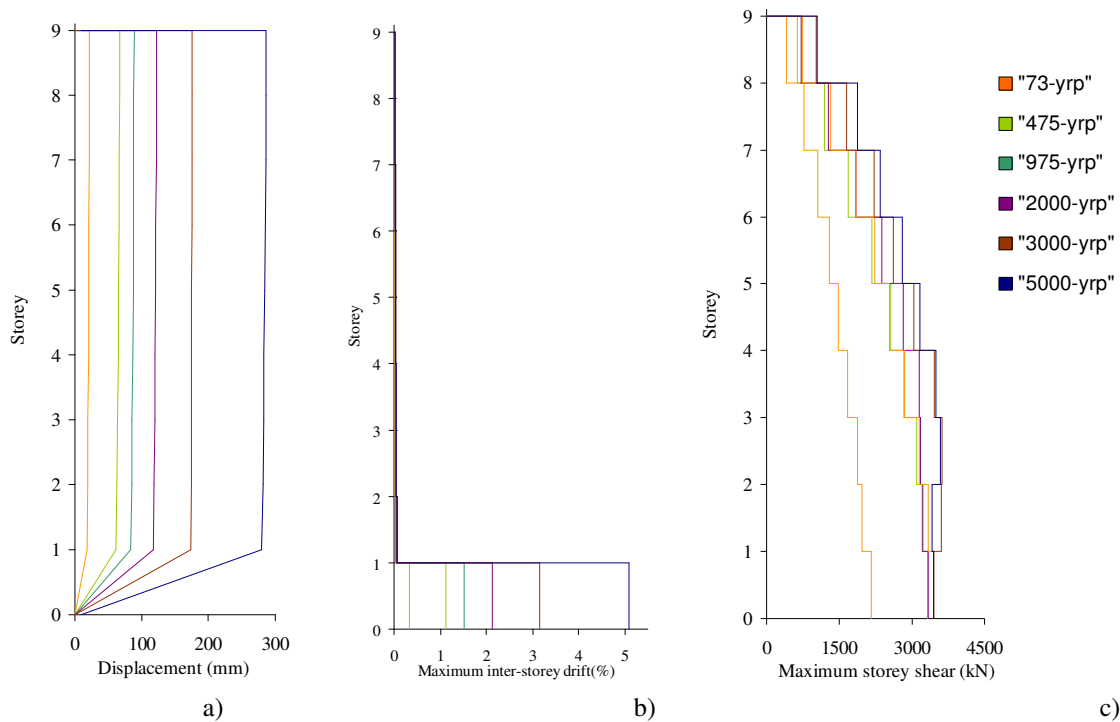 9
8
7
6
5
4
3
2
1
0
Storey
0 100 200 300
Displacement (mm)
a)
9
8
7
6
5
4
3
2
1
0
Storey
0 1 2 3 4 5
Maximum inter-storey drift(%)
b)
9
8
7
6
5
4
3
2
1
0
Storey
0 1500 3000 4500
Maximum storey shear (kN)
c)
"73-yrp"
"475-yrp"
"975-yrp"
"2000-yrp"
"3000-yrp"
"5000-yrp"